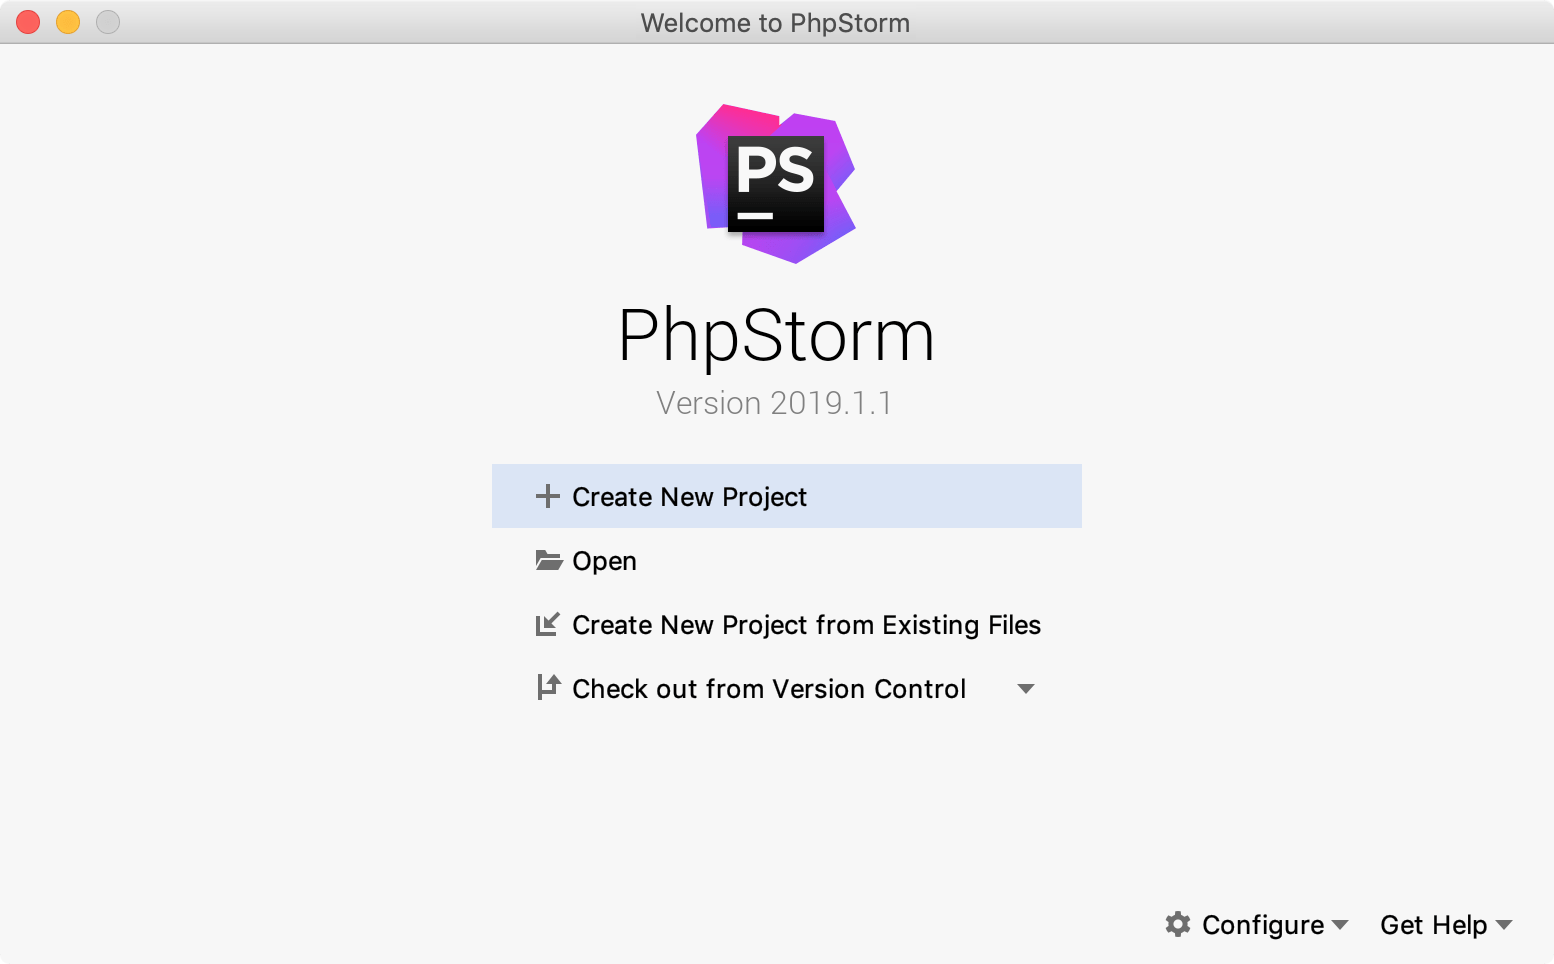 Welcome to PhpStorm
PS
PhpStorm
Version 2019.1.1
Create New Project
Open
Create New Project from Existing Files
Check out from Version Control
Configure Get Help